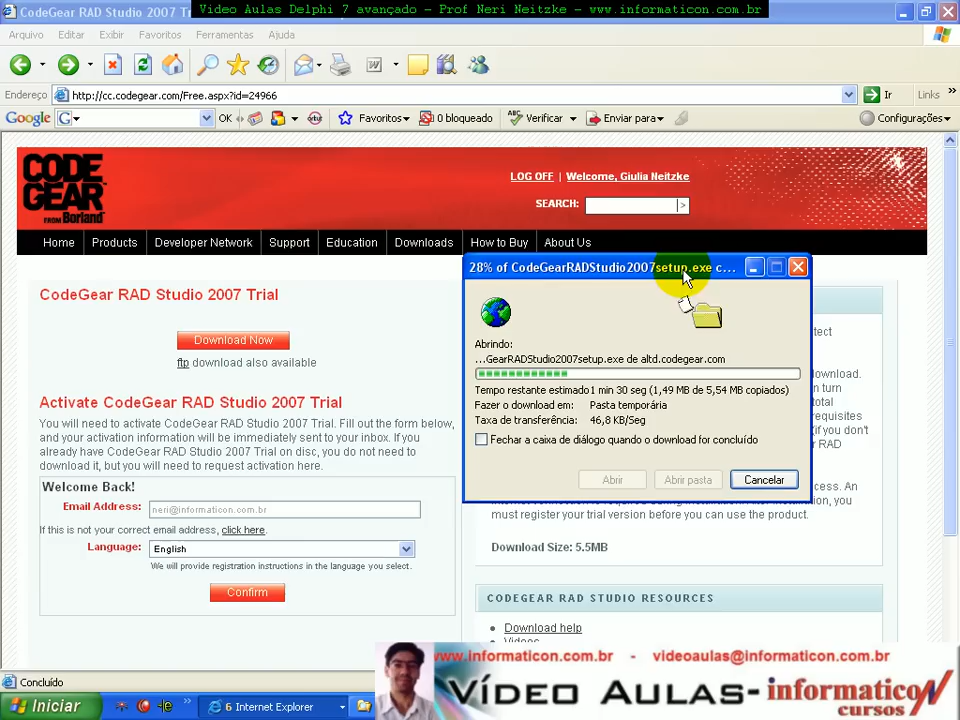 CodeGear RAD Studio 2007 T
Video Aulas Delphi 7 avançado - Prof Neri Neitzke - www.informaticon.com.br
Arquivo Editar Exibir Favoritos Ferramentas Ajuda
Endereço http://cc.codegear.com/Free.aspx?id=24966 Ir Links »
Google G OK Favoritos 0 bloqueado Verificar Enviar para Configurações
CODE
GEAR
FROM Borland
LOG OFF | Welcome, Giulia Neitzke
SEARCH: >
Home Products Developer Network Support Education Downloads How to Buy About Us
CodeGear RAD Studio 2007 Trial
Download Now
ftp download also available
Activate CodeGear RAD Studio 2007 Trial
You will need to activate CodeGear RAD Studio 2007 Trial. Fill out the form below,
and your activation information will be immediately sent to your inbox. If you
already have CodeGear RAD Studio 2007 Trial on disc, you do not need to
download it, but you will need to request activation here.
Welcome Back!
Email Address: neri@informaticon.com.br
If this is not your correct email address, click here.
Language: English
We will provide registration instructions in the language you select.
Confirm
28% of CodeGearRADStudio2007setup.exe c...
Abrindo:
...GearRADStudio2007setup.exe de altd.codegear.com
Tempo restante estimado1 min 30 seg (1,49 MB de 5,54 MB copiados)
Fazer o download em: Pasta temporária
Taxa de transferência: 46,8 KB/Seg
Fechar a caixa de diálogo quando o download for concluído
Abrir Abrir pasta Cancelar
ownload.
n turn
total
requisites
(if you don't
r RAD
cess. An
must register your trial version before you can use the product.
Download Size: 5.5MB
CODEGEAR RAD STUDIO RESOURCES
Download help
Videos
Concluído
Iniciar » 6 Internet Explorer
www.informaticon.com.br - videoaulas@informaticon.com.br
VÍDEO AULAS-informaticon